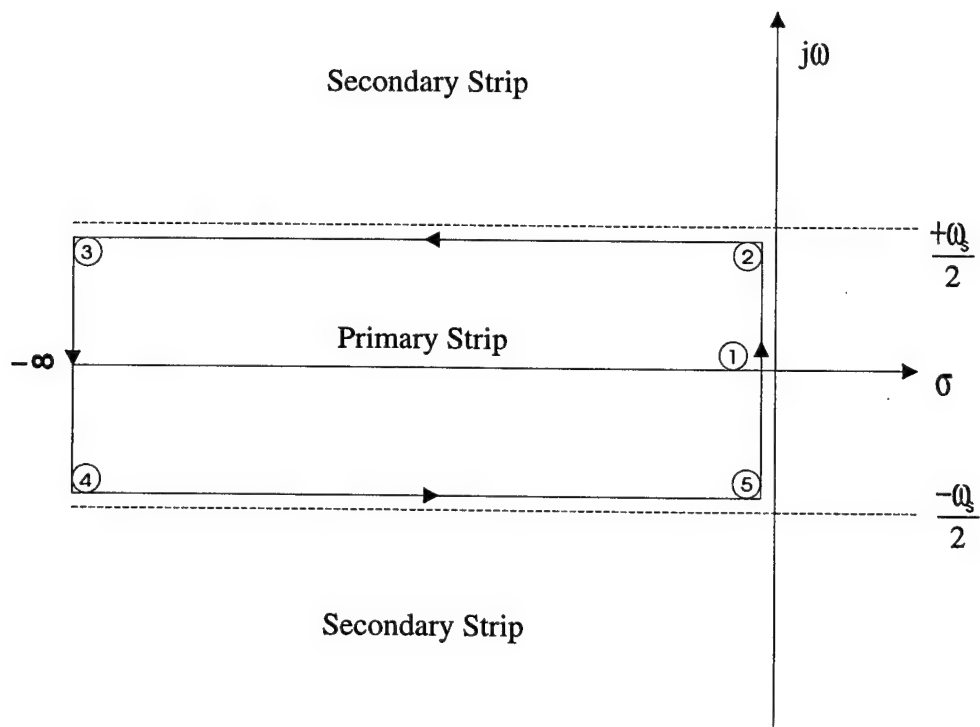 jω
Secondary Strip
+ωs/2
③
②
Primary Strip
①
-∞
σ
④
⑤
-ωs/2
Secondary Strip